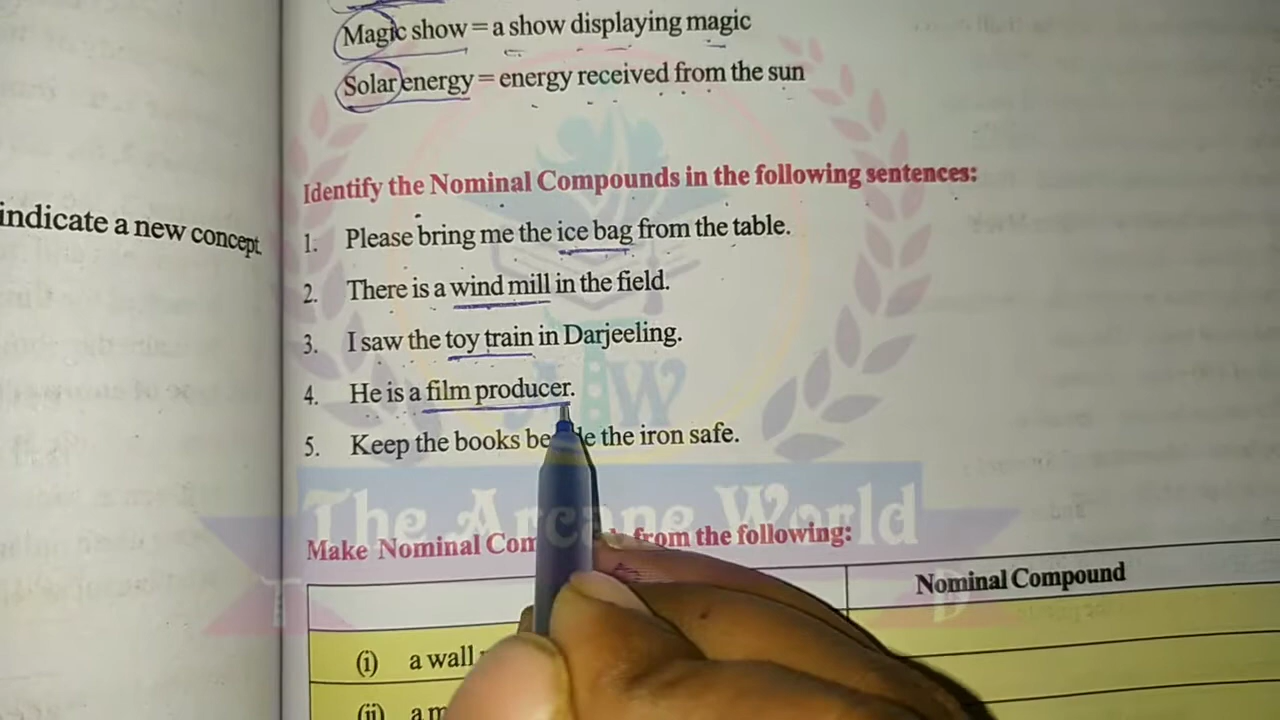 Magic show = a show displaying magic
Solar energy = energy received from the sun
Identify the Nominal Compounds in the following sentences:
indicate a new concept.
1. Please bring me the ice bag from the table.
2. There is a wind mill in the field.
3. I saw the toy train in Darjeeling.
4. He is a film producer.
5. Keep the books the iron safe.
The Arcane World
Make Nominal from the following:
Nominal Compound
(i) a wall
(ii) a